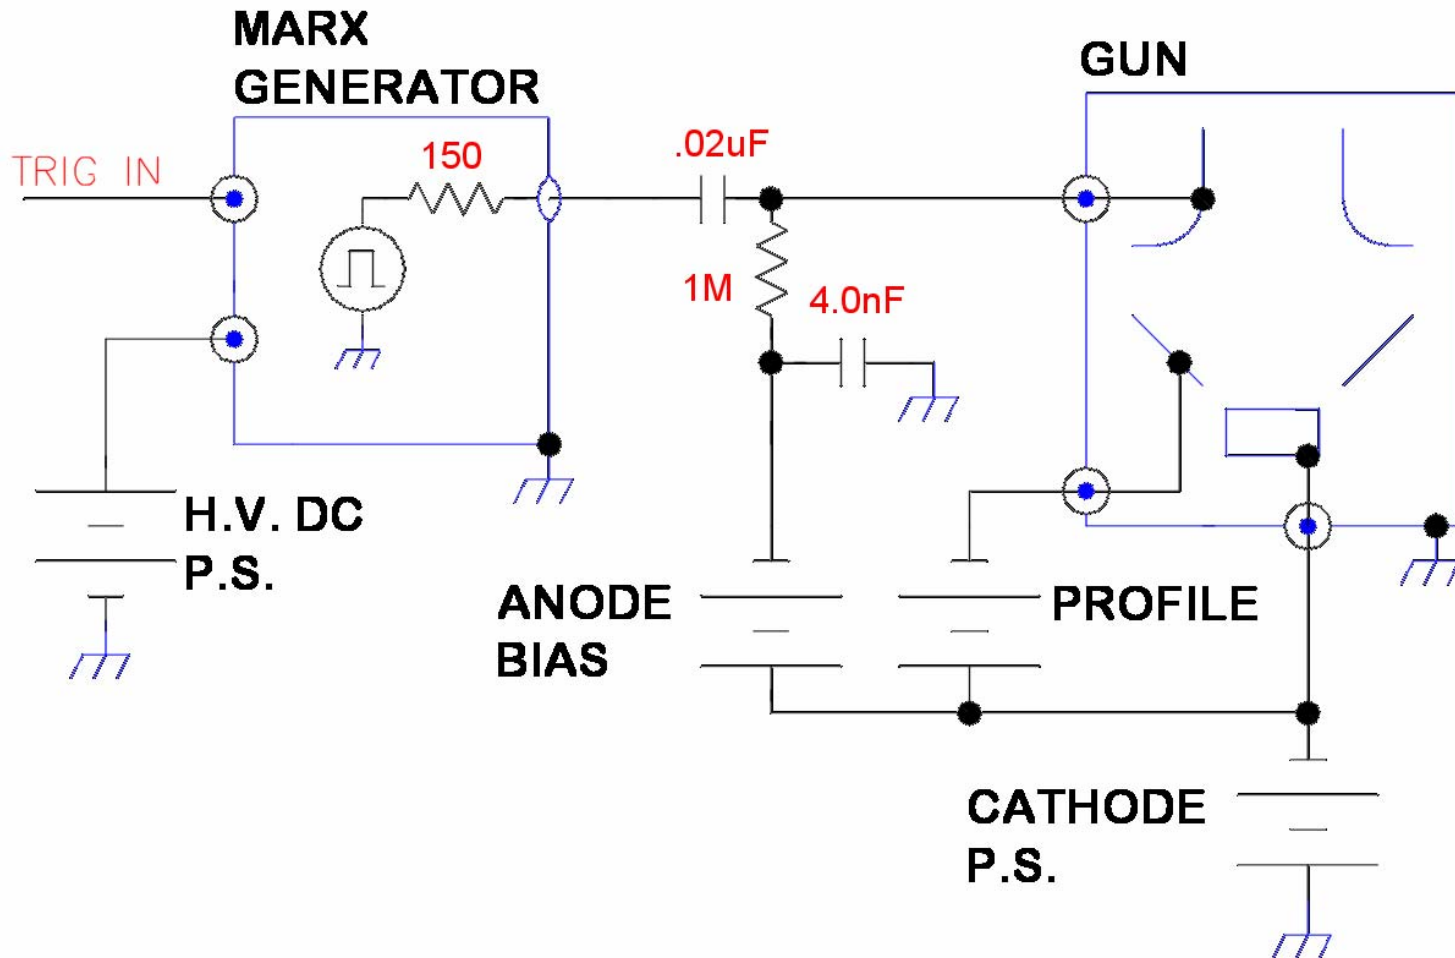 MARX
GENERATOR
GUN
TRIG IN
150
.02uF
1M
4.0nF
H.V. DC
P.S.
ANODE
BIAS
PROFILE
CATHODE
P.S.